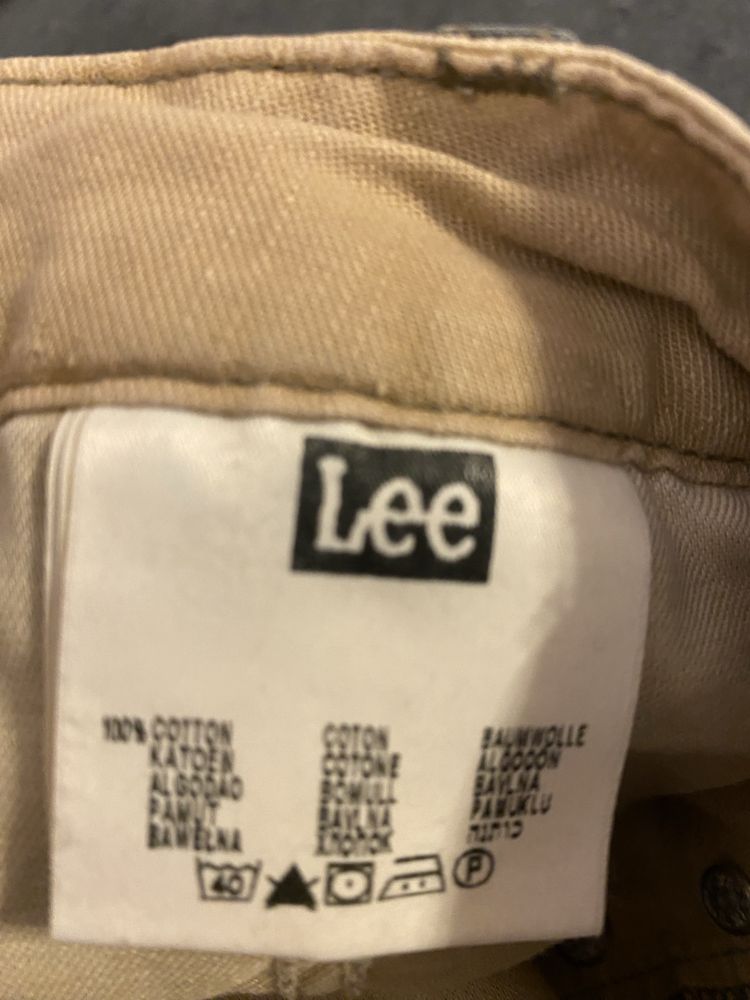 Lee
100% COTTON COTON BAUMWOLLE
KATOEN COTONE ALGODON
ALGODAO BOMULL BAVLNA
PAMUT BAVLNA PAMUKLU
BAWELNA ХЛОПОК כותנה
40 P